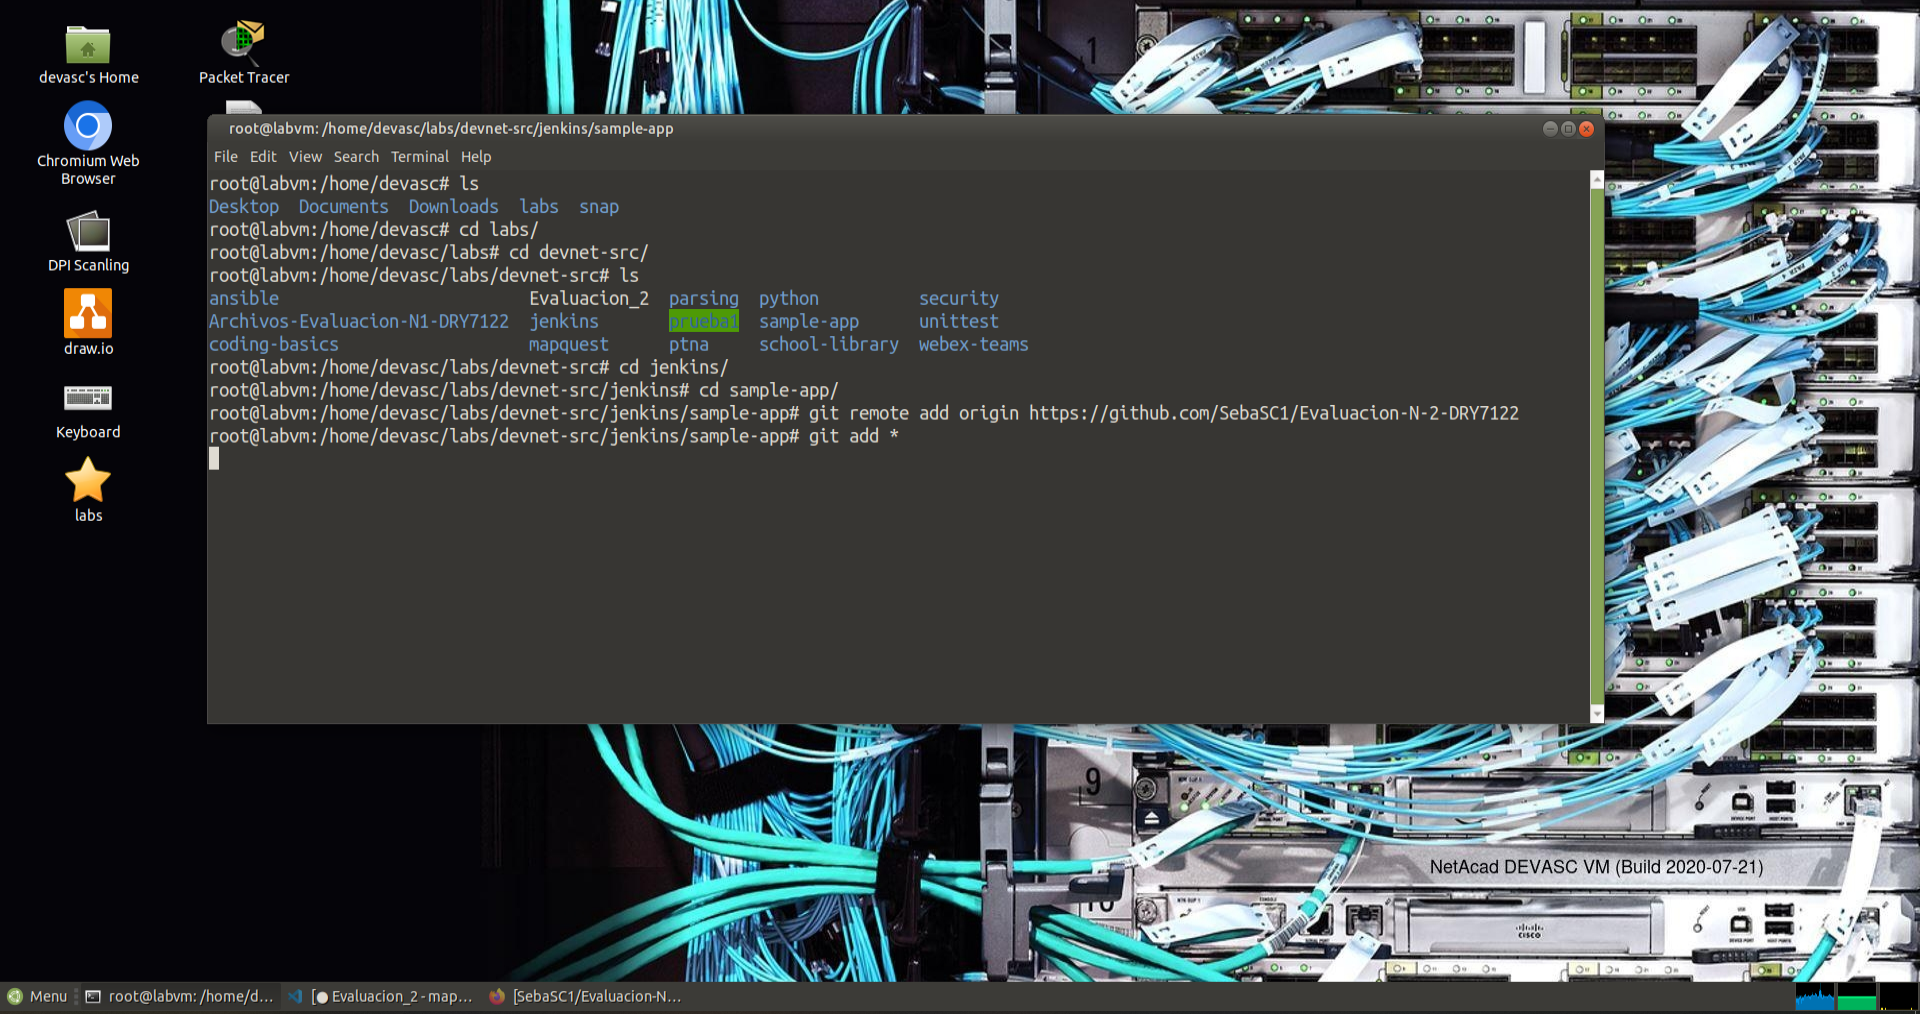 devasc's Home
Packet Tracer
Chromium Web
Browser
DPI Scanling
draw.io
Keyboard
labs
root@labvm: /home/devasc/labs/devnet-src/jenkins/sample-app
File Edit View Search Terminal Help
root@labvm:/home/devasc# ls
Desktop Documents Downloads labs snap
root@labvm:/home/devasc# cd labs/
root@labvm:/home/devasc/labs# cd devnet-src/
root@labvm:/home/devasc/labs/devnet-src# ls
ansible Evaluacion_2 parsing python security
Archivos-Evaluacion-N1-DRY7122 jenkins prueba1 sample-app unittest
coding-basics mapquest ptna school-library webex-teams
root@labvm:/home/devasc/labs/devnet-src# cd jenkins/
root@labvm:/home/devasc/labs/devnet-src/jenkins# cd sample-app/
root@labvm:/home/devasc/labs/devnet-src/jenkins/sample-app# git remote add origin https://github.com/SebaSC1/Evaluacion-N-2-DRY7122
root@labvm:/home/devasc/labs/devnet-src/jenkins/sample-app# git add *
1
9
10
CISCO
NetAcad DEVASC VM (Build 2020-07-21)
Menu
root@labvm: /home/d...
[● Evaluacion_2 - map...
[SebaSC1/Evaluacion-N...